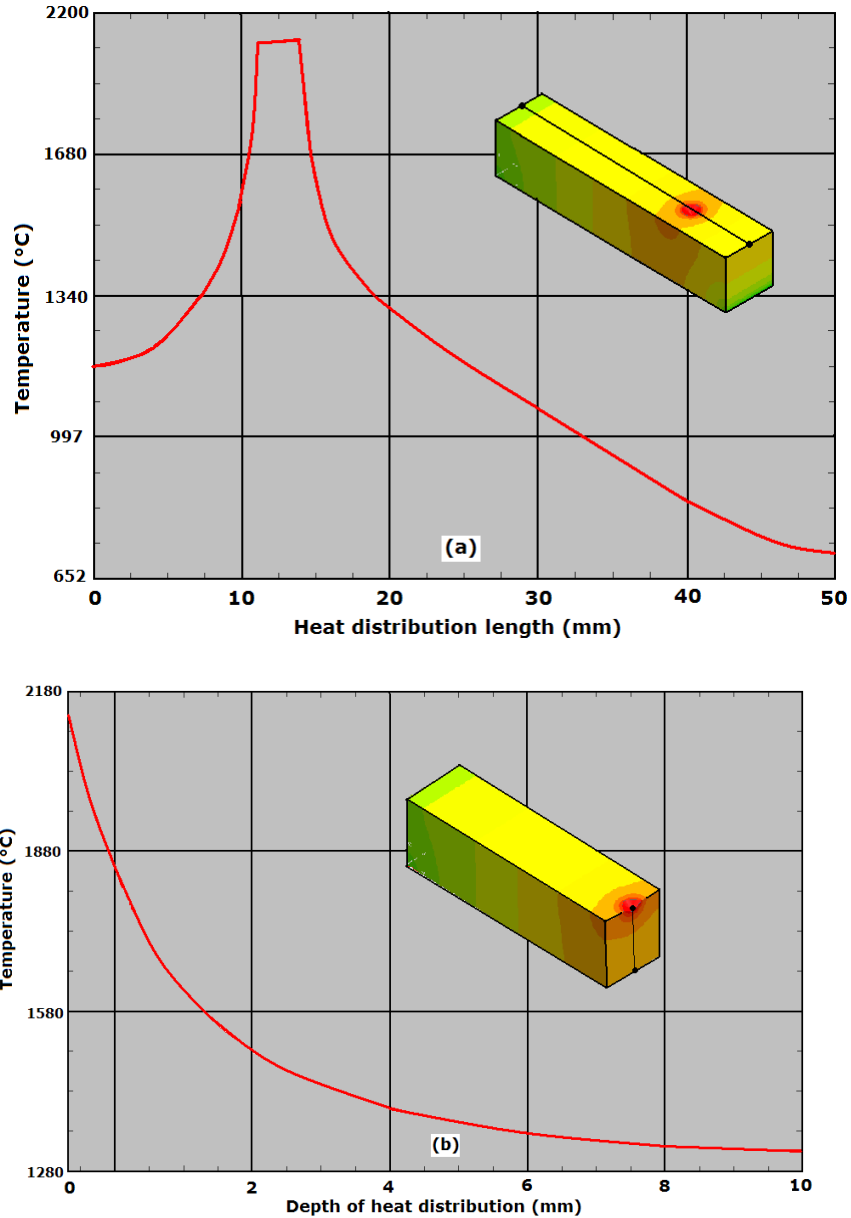 2200
1680
1340
997
652
Temperature (°C)
(a)
0 10 20 30 40 50
Heat distribution length (mm)
2180
1880
1580
1280
Temperature (°C)
(b)
0 2 4 6 8 10
Depth of heat distribution (mm)